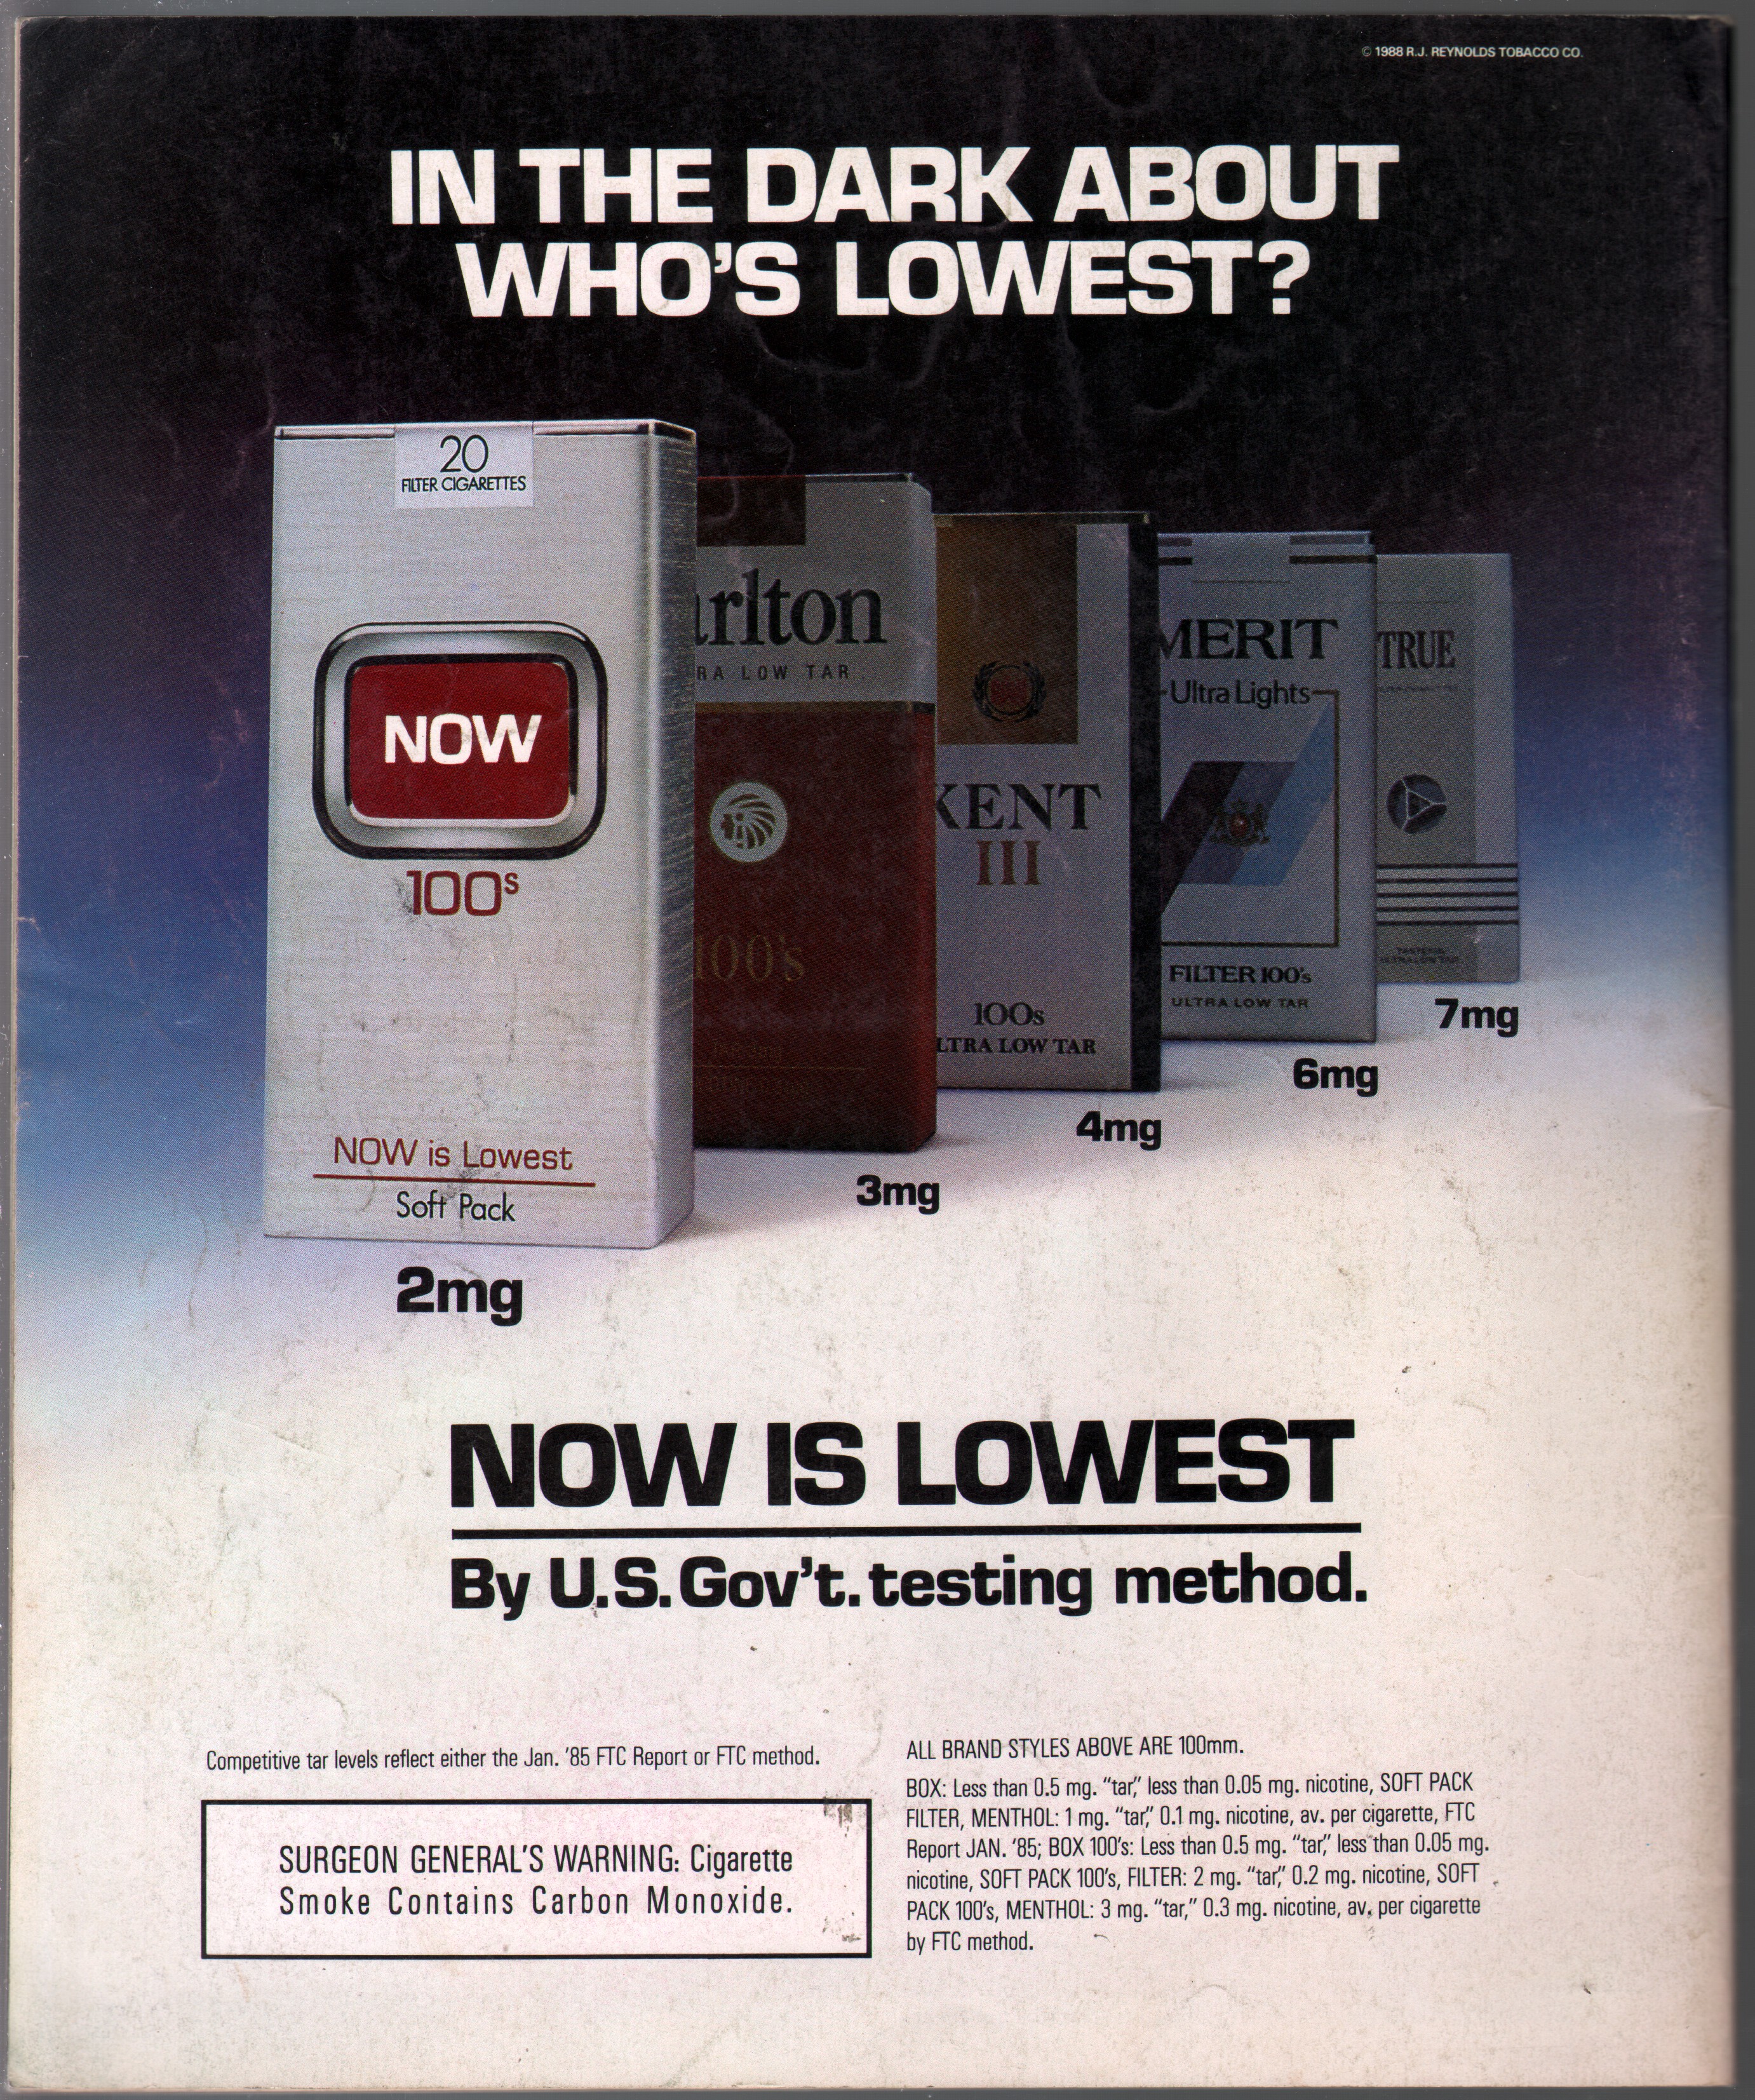 © 1988 R.J. REYNOLDS TOBACCO CO.
IN THE DARK ABOUT
WHO'S LOWEST?
20
FILTER CIGARETTES
NOW
100s
NOW is Lowest
Soft Pack
2mg
arlton
RA LOW TAR
100's
TAR 3mg
3mg
KENT
III
100s
LTRA LOW TAR
4mg
MERIT
Ultra Lights
FILTER 100's
ULTRA LOW TAR
6mg
TRUE
TASTEFUL
ULTRA LOW TAR
7mg
NOW IS LOWEST
By U.S. Gov't. testing method.
Competitive tar levels reflect either the Jan. '85 FTC Report or FTC method.
SURGEON GENERAL'S WARNING: Cigarette
Smoke Contains Carbon Monoxide.
ALL BRAND STYLES ABOVE ARE 100mm.
BOX: Less than 0.5 mg. "tar," less than 0.05 mg. nicotine, SOFT PACK
FILTER, MENTHOL: 1 mg. "tar," 0.1 mg. nicotine, av. per cigarette, FTC
Report JAN. '85; BOX 100's: Less than 0.5 mg. "tar," less than 0.05 mg.
nicotine, SOFT PACK 100's, FILTER: 2 mg. "tar," 0.2 mg. nicotine, SOFT
PACK 100's, MENTHOL: 3 mg. "tar," 0.3 mg. nicotine, av. per cigarette
by FTC method.